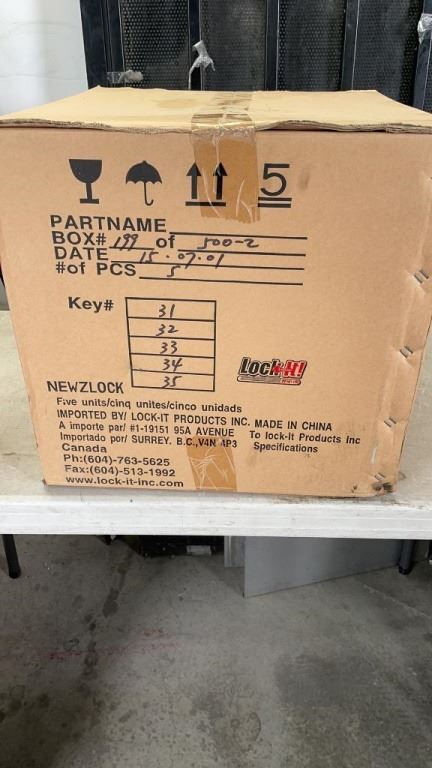 5
PARTNAME
BOX# 199 of 500-2
DATE 15.07.01
#of PCS 5
Key# 31
32
33
34
35
Lock-It!
NEWZLOCK
Five units/cinq unites/cinco unidads
IMPORTED BY/ LOCK-IT PRODUCTS INC. MADE IN CHINA
A importe par/ #1-19151 95A AVENUE To lock-It Products inc
Importado por/ SURREY. B.C.,V4N 4P3 Specifications
Canada
Ph:(604)-763-5625
Fax:(604)-513-1992
www.lock-it-inc.com